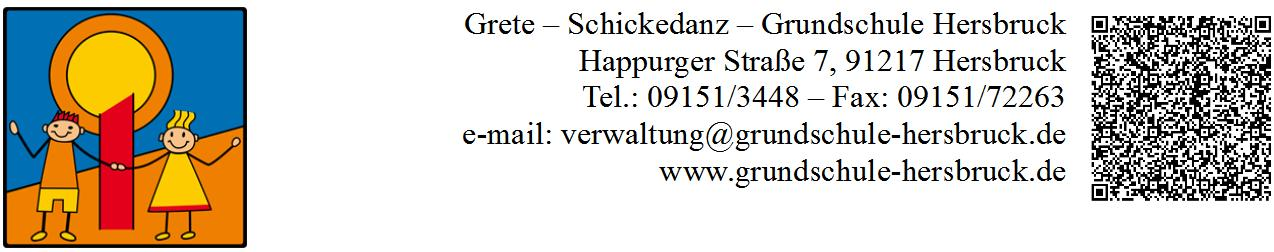 Grete – Schickedanz – Grundschule Hersbruck
Happurger Straße 7, 91217 Hersbruck
Tel.: 09151/3448 – Fax: 09151/72263
e-mail: verwaltung@grundschule-hersbruck.de
www.grundschule-hersbruck.de